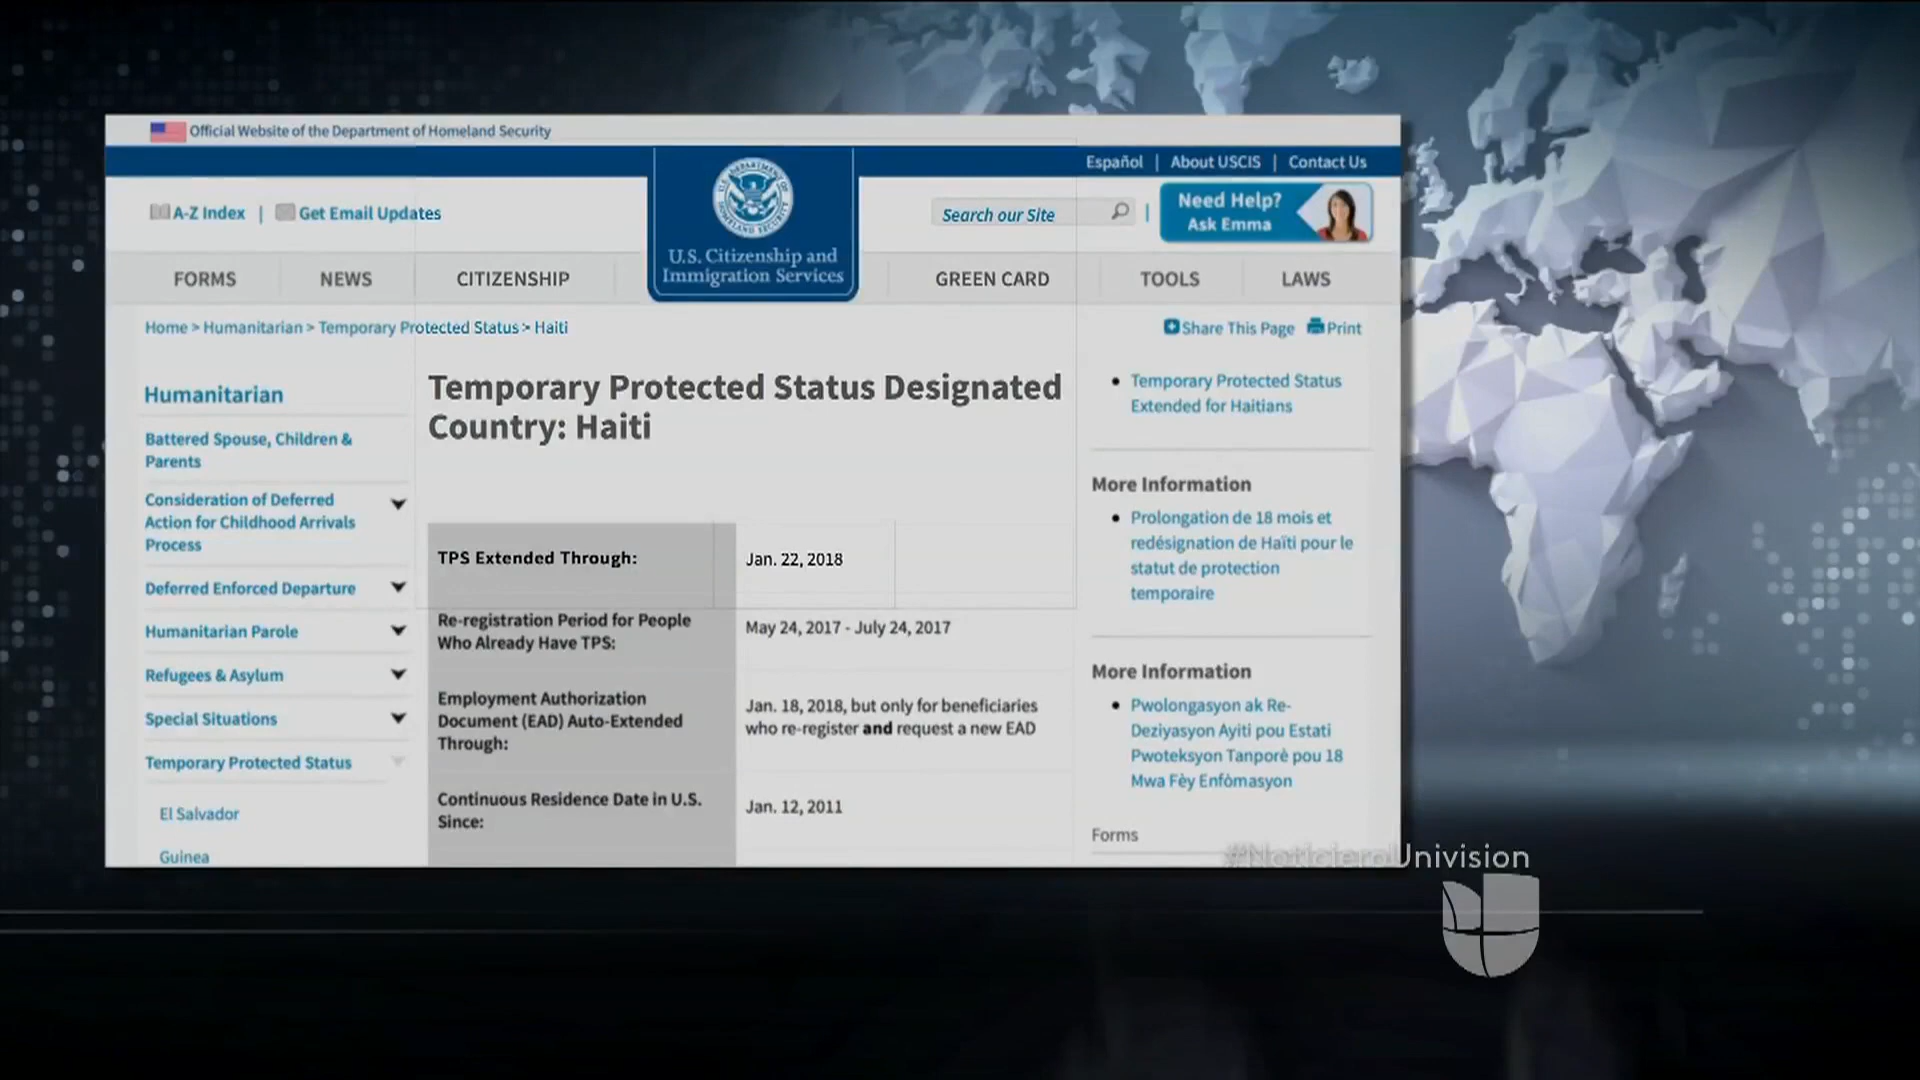 Official Website of the Department of Homeland Security
Español | About USCIS | Contact Us
A-Z Index | Get Email Updates
U.S. DEPARTMENT OF HOMELAND SECURITY
U.S. Citizenship and
Immigration Services
Search our Site
Need Help?
Ask Emma
FORMS
NEWS
CITIZENSHIP
GREEN CARD
TOOLS
LAWS
Home > Humanitarian > Temporary Protected Status > Haiti
Share This Page
Print
Humanitarian
Battered Spouse, Children &
Parents
Consideration of Deferred
Action for Childhood Arrivals
Process
Deferred Enforced Departure
Humanitarian Parole
Refugees & Asylum
Special Situations
Temporary Protected Status
El Salvador
Guinea
Temporary Protected Status Designated
Country: Haiti
TPS Extended Through:
Jan. 22, 2018
Re-registration Period for People
Who Already Have TPS:
May 24, 2017 - July 24, 2017
Employment Authorization
Document (EAD) Auto-Extended
Through:
Jan. 18, 2018, but only for beneficiaries
who re-register and request a new EAD
Continuous Residence Date in U.S.
Since:
Jan. 12, 2011
• Temporary Protected Status
Extended for Haitians
More Information
• Prolongation de 18 mois et
redésignation de Haïti pour le
statut de protection
temporaire
More Information
• Pwolongasyon ak Re-
Deziyasyon Ayiti pou Estati
Pwoteksyon Tanporè pou 18
Mwa Fèy Enfòmasyon
Forms
#NoticieroUnivision